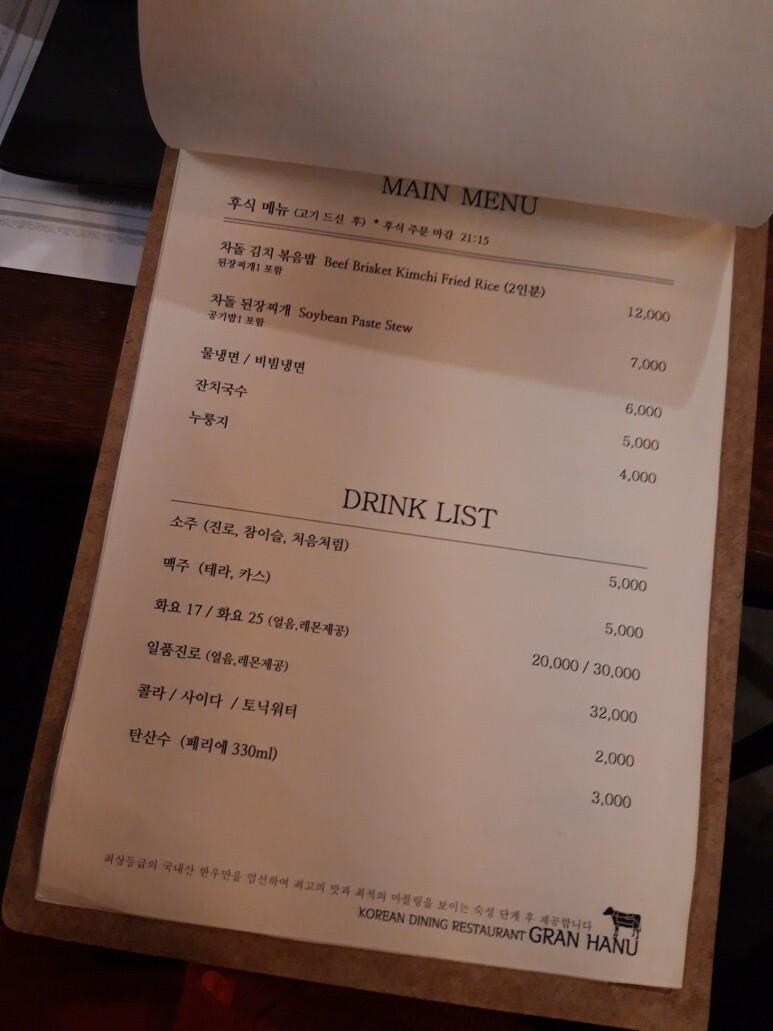 MAIN MENU
후식 메뉴 (고기 드신 후) * 후식 주문 마감 21:15
차돌 김치 볶음밥 Beef Brisket Kimchi Fried Rice (2인분) 12,000
된장찌개1 포함
차돌 된장찌개 Soybean Paste Stew 7,000
공기밥1 포함
물냉면 / 비빔냉면 6,000
잔치국수 5,000
누룽지 4,000
DRINK LIST
소주 (진로, 참이슬, 처음처럼) 5,000
맥주 (테라, 카스) 5,000
화요 17 / 화요 25 (얼음,레몬제공) 20,000 / 30,000
일품진로 (얼음,레몬제공) 32,000
콜라 / 사이다 / 토닉워터 2,000
탄산수 (페리에 330ml) 3,000
최상등급의 국내산 한우만을 엄선하여 최고의 맛과 최적의 마블링을 보이는 숙성 단계 후 제공합니다
KOREAN DINING RESTAURANT GRAN HANU